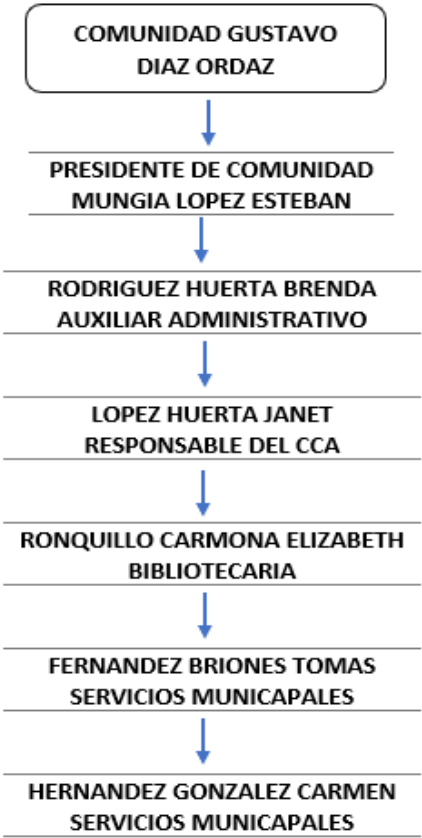 COMUNIDAD GUSTAVO
DIAZ ORDAZ
PRESIDENTE DE COMUNIDAD
MUNGIA LOPEZ ESTEBAN
RODRIGUEZ HUERTA BRENDA
AUXILIAR ADMINISTRATIVO
LOPEZ HUERTA JANET
RESPONSABLE DEL CCA
RONQUILLO CARMONA ELIZABETH
BIBLIOTECARIA
FERNANDEZ BRIONES TOMAS
SERVICIOS MUNICAPALES
HERNANDEZ GONZALEZ CARMEN
SERVICIOS MUNICAPALES